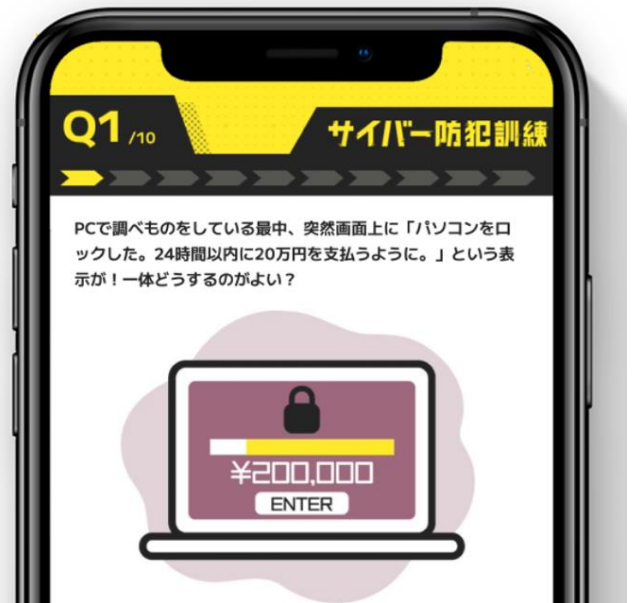 Q1 /10
サイバー防犯訓練
PCで調べものをしている最中、突然画面上に「パソコンをロ
ックした。24時間以内に20万円を支払うように。」という表
示が！一体どうするのがよい？
¥200,000
ENTER